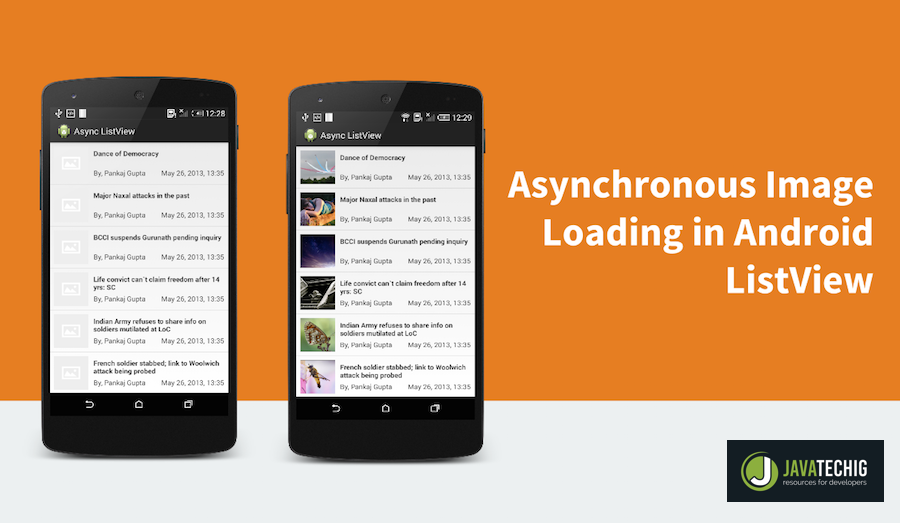 12:28
Async ListView
Dance of Democracy
By, Pankaj Gupta May 26, 2013, 13:35
Major Naxal attacks in the past
By, Pankaj Gupta May 26, 2013, 13:35
BCCI suspends Gurunath pending inquiry
By, Pankaj Gupta May 26, 2013, 13:35
Life convict can´t claim freedom after 14
yrs: SC
By, Pankaj Gupta May 26, 2013, 13:35
Indian Army refuses to share info on
soldiers mutilated at LoC
By, Pankaj Gupta May 26, 2013, 13:35
French soldier stabbed; link to Woolwich
attack being probed
By, Pankaj Gupta May 26, 2013, 13:35
12:29
Async ListView
Dance of Democracy
By, Pankaj Gupta May 26, 2013, 13:35
Major Naxal attacks in the past
By, Pankaj Gupta May 26, 2013, 13:35
BCCI suspends Gurunath pending inquiry
By, Pankaj Gupta May 26, 2013, 13:35
Life convict can´t claim freedom after 14
yrs: SC
By, Pankaj Gupta May 26, 2013, 13:35
Indian Army refuses to share info on
soldiers mutilated at LoC
By, Pankaj Gupta May 26, 2013, 13:35
French soldier stabbed; link to Woolwich
attack being probed
By, Pankaj Gupta May 26, 2013, 13:35
Asynchronous Image
Loading in Android
ListView
JAVATECHIG
resources for developers